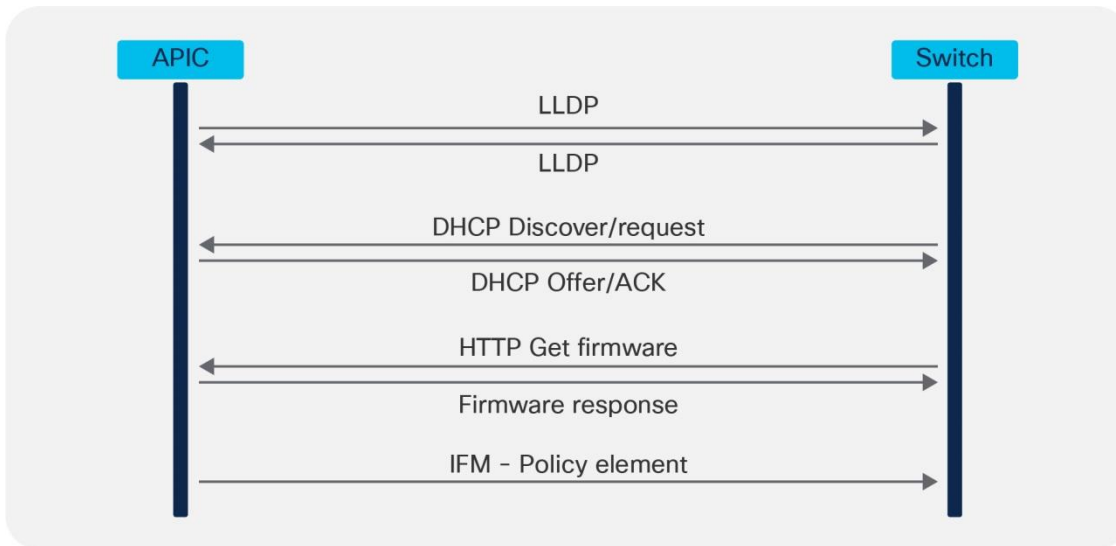 APIC
Switch
LLDP
LLDP
DHCP Discover/request
DHCP Offer/ACK
HTTP Get firmware
Firmware response
IFM - Policy element